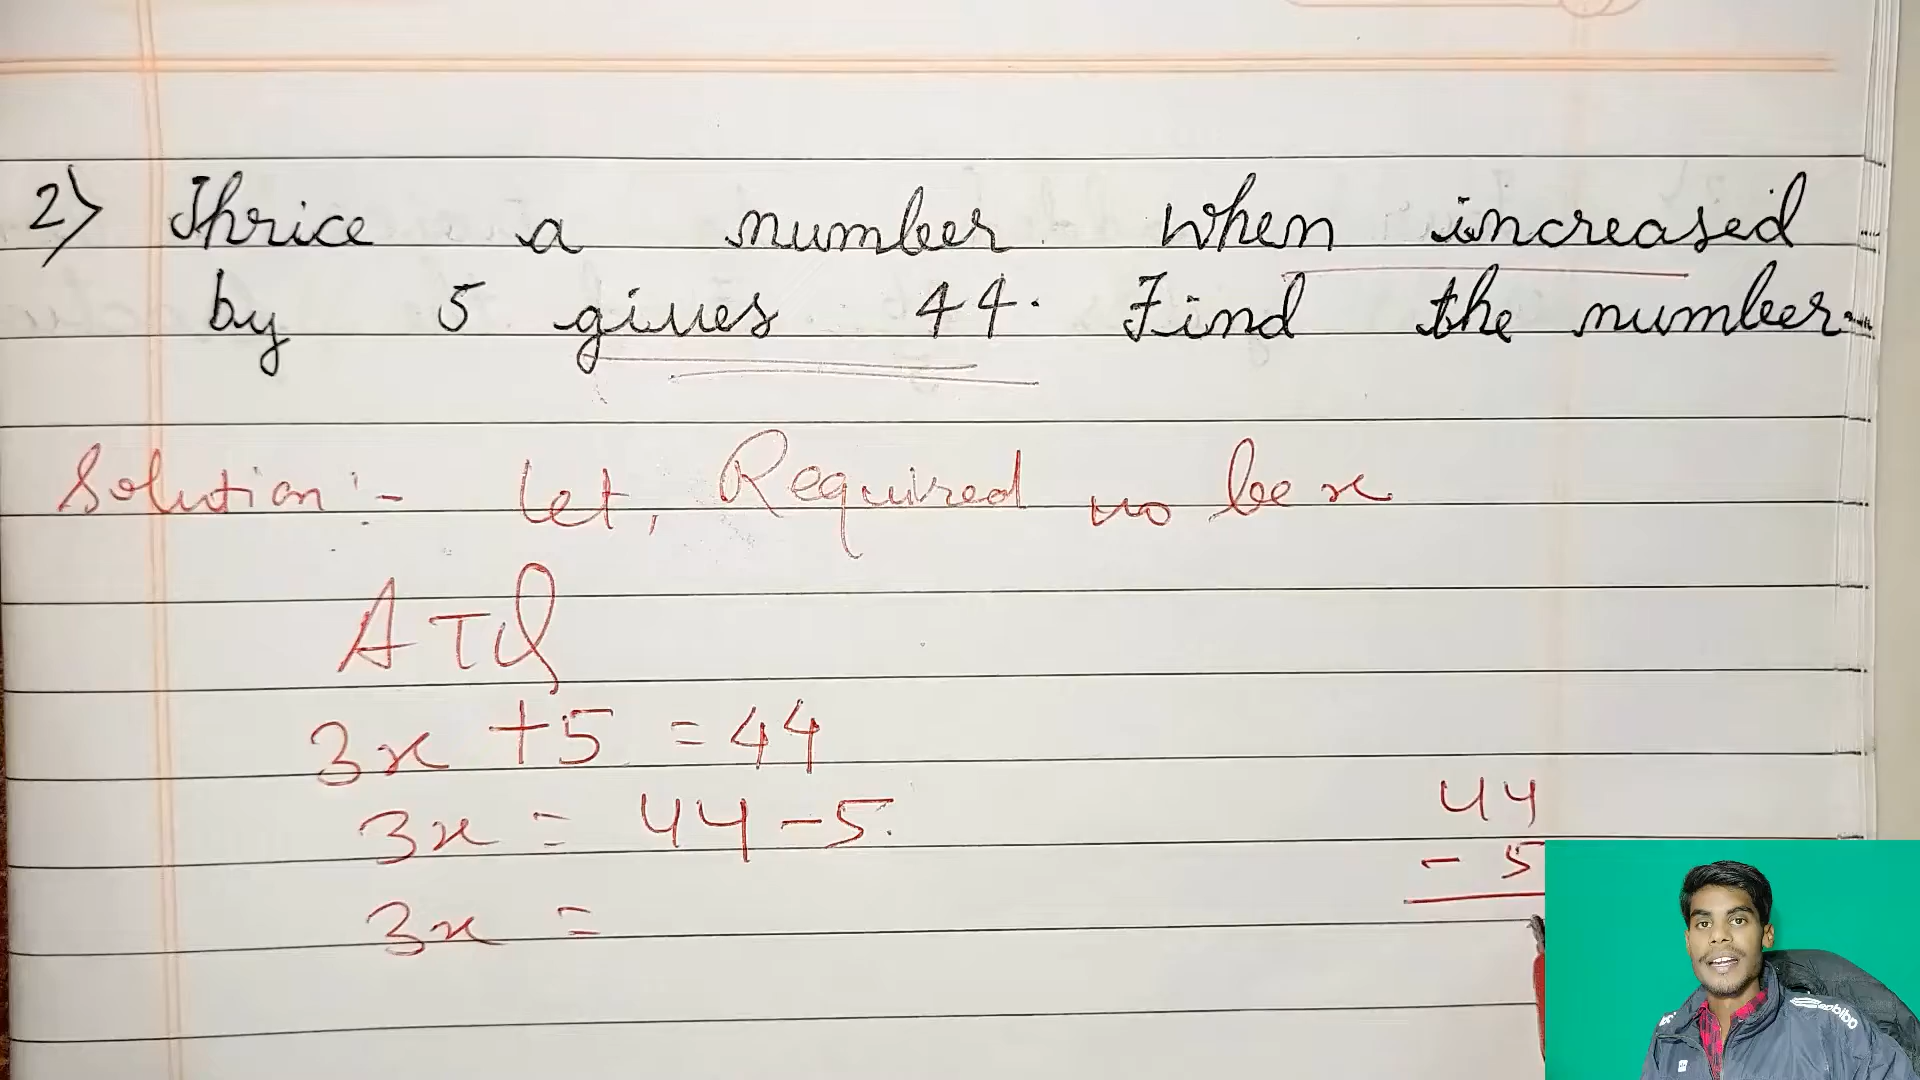 2) Thrice a number when increased
by 5 gives 44. Find the number.
Solution:- Let, Required no be x
ATQ
3x + 5 = 44
3x = 44 - 5
3x =
44
- 5